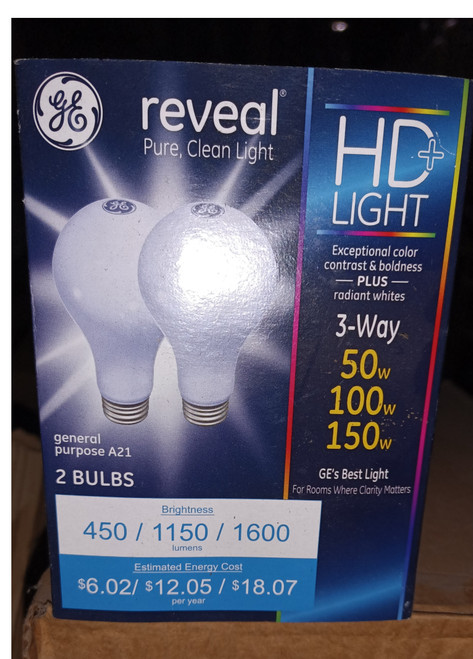 GE
reveal®
Pure, Clean Light
GE
GE
general
purpose A21
2 BULBS
Brightness
450 / 1150 / 1600
lumens
Estimated Energy Cost
$6.02/ $12.05 / $18.07
per year
HD+
LIGHT
Exceptional color
contrast & boldness
— PLUS —
radiant whites
3-Way
50w
100w
150w
GE's Best Light
For Rooms Where Clarity Matters